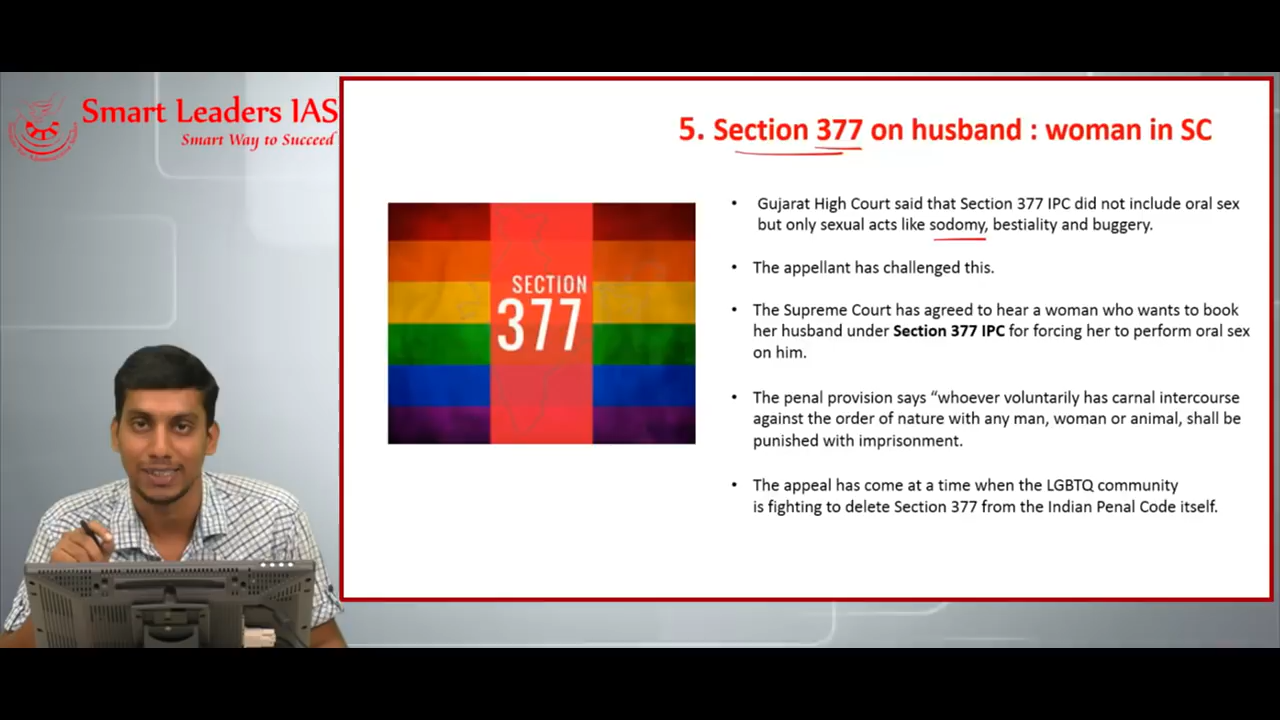 Smart Leaders IAS
Smart Way to Succeed
5. Section 377 on husband : woman in SC
SECTION
377
• Gujarat High Court said that Section 377 IPC did not include oral sex
but only sexual acts like sodomy, bestiality and buggery.
• The appellant has challenged this.
• The Supreme Court has agreed to hear a woman who wants to book
her husband under Section 377 IPC for forcing her to perform oral sex
on him.
• The penal provision says “whoever voluntarily has carnal intercourse
against the order of nature with any man, woman or animal, shall be
punished with imprisonment.
• The appeal has come at a time when the LGBTQ community
is fighting to delete Section 377 from the Indian Penal Code itself.